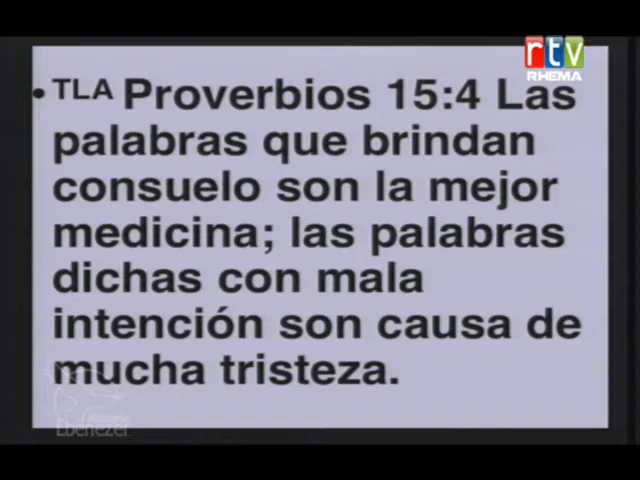 rtv
RHEMA
• TLA Proverbios 15:4 Las
palabras que brindan
consuelo son la mejor
medicina; las palabras
dichas con mala
intención son causa de
mucha tristeza.
Ebenezer